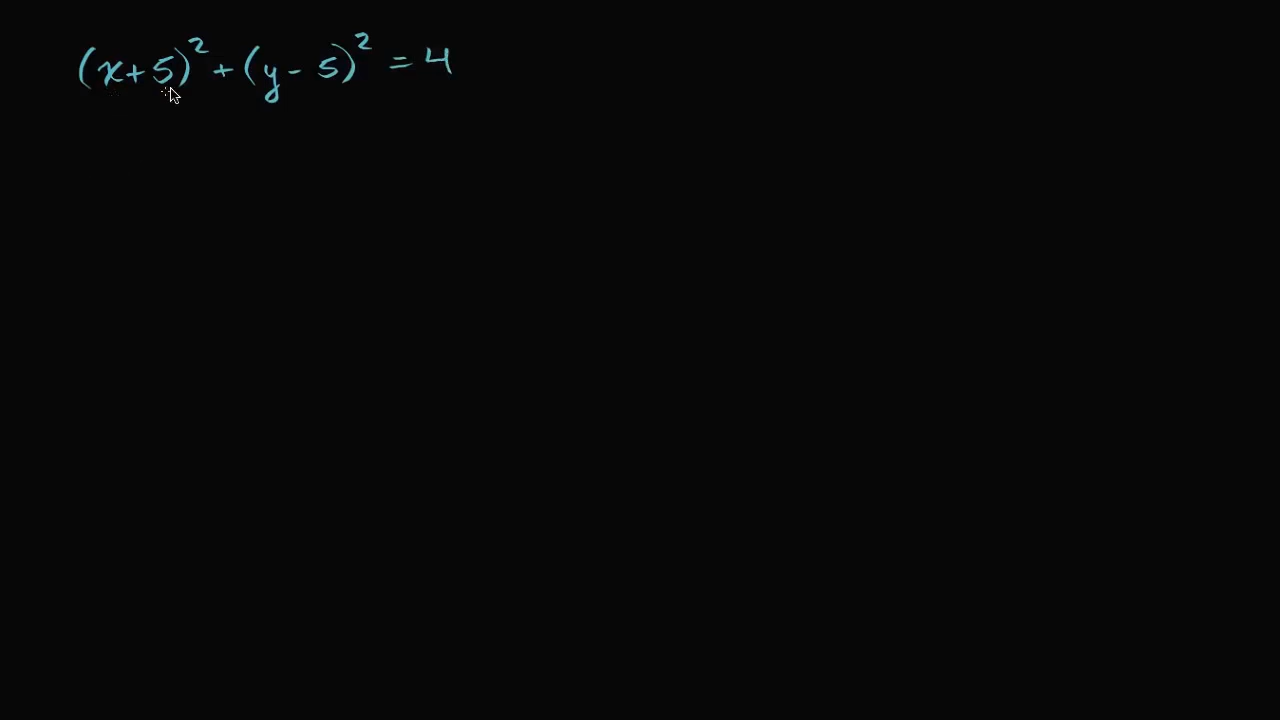 (x+5)² + (y-5)² = 4